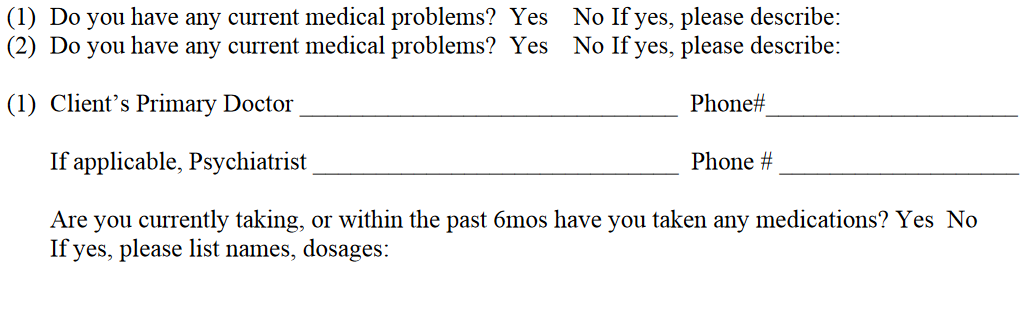 (1) Do you have any current medical problems? Yes No If yes, please describe:
(2) Do you have any current medical problems? Yes No If yes, please describe:
(1) Client’s Primary Doctor ______________________________ Phone#____________________
If applicable, Psychiatrist _____________________________ Phone # ___________________
Are you currently taking, or within the past 6mos have you taken any medications? Yes No
If yes, please list names, dosages: